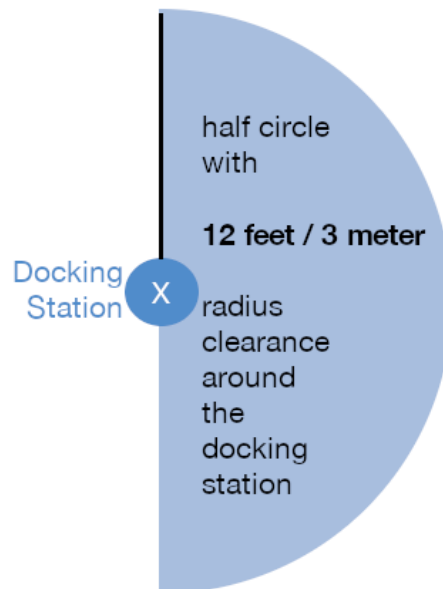 half circle
with
12 feet / 3 meter
Docking
Station
X
radius
clearance
around
the
docking
station